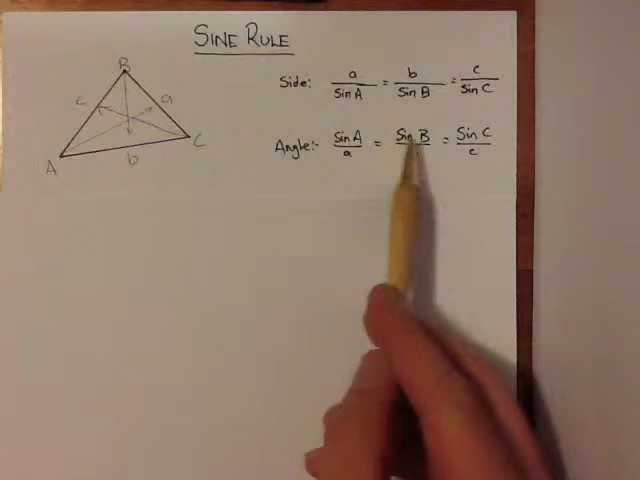 SINE RULE
B
c a
A b C
Side: a/Sin A = b/Sin B = c/Sin C
Angle:- Sin A/a = Sin B/ = Sin C/c